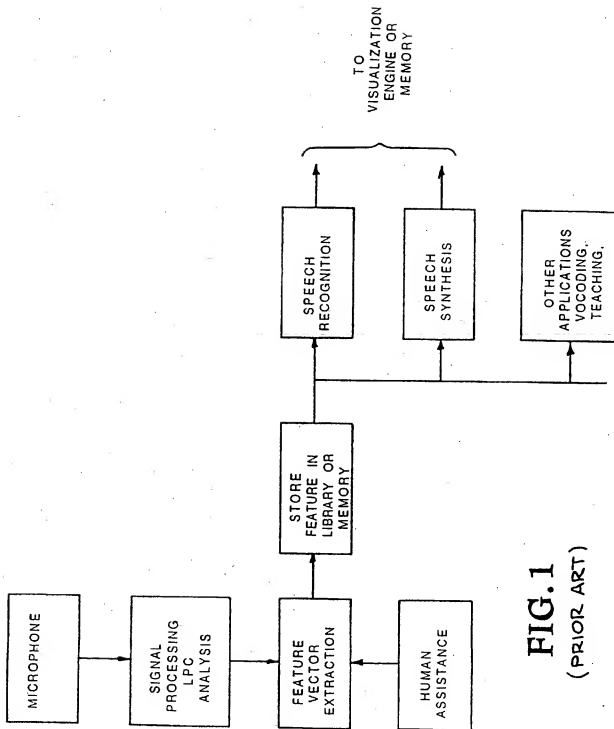 MICROPHONE
SIGNAL
PROCESSING
LPC
ANALYSIS
FEATURE
VECTOR
EXTRACTION
HUMAN
ASSISTANCE
STORE
FEATURE IN
LIBRARY OR
MEMORY
SPEECH
RECOGNITION
SPEECH
SYNTHESIS
OTHER
APPLICATIONS
VOCODING,
TEACHING,
TO
VISUALIZATION
ENGINE OR
MEMORY
FIG.1
(PRIOR ART)